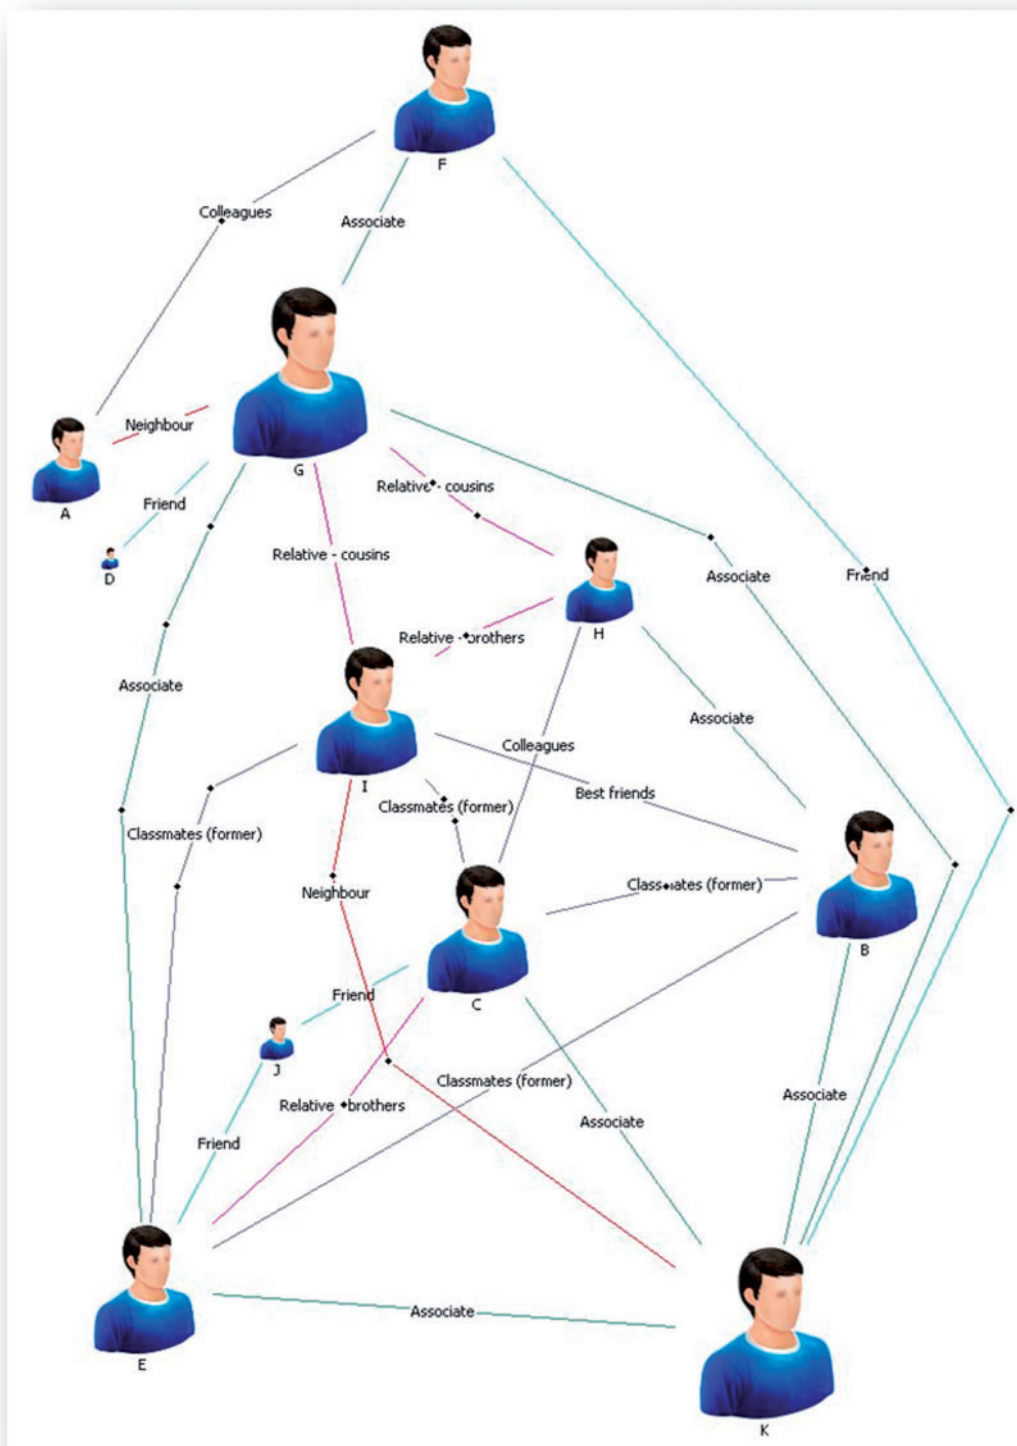 F
Colleagues
Associate
Neighbour
G
Relative - cousins
A
Friend
D
Relative - cousins
Associate
Friend
H
Relative - brothers
Associate
Associate
Colleagues
I
Best friends
Classmates (former)
Classmates (former)
Neighbour
Classmates (former)
B
Friend
C
J
Classmates (former)
Associate
Relative - brothers
Associate
Friend
Associate
E
K